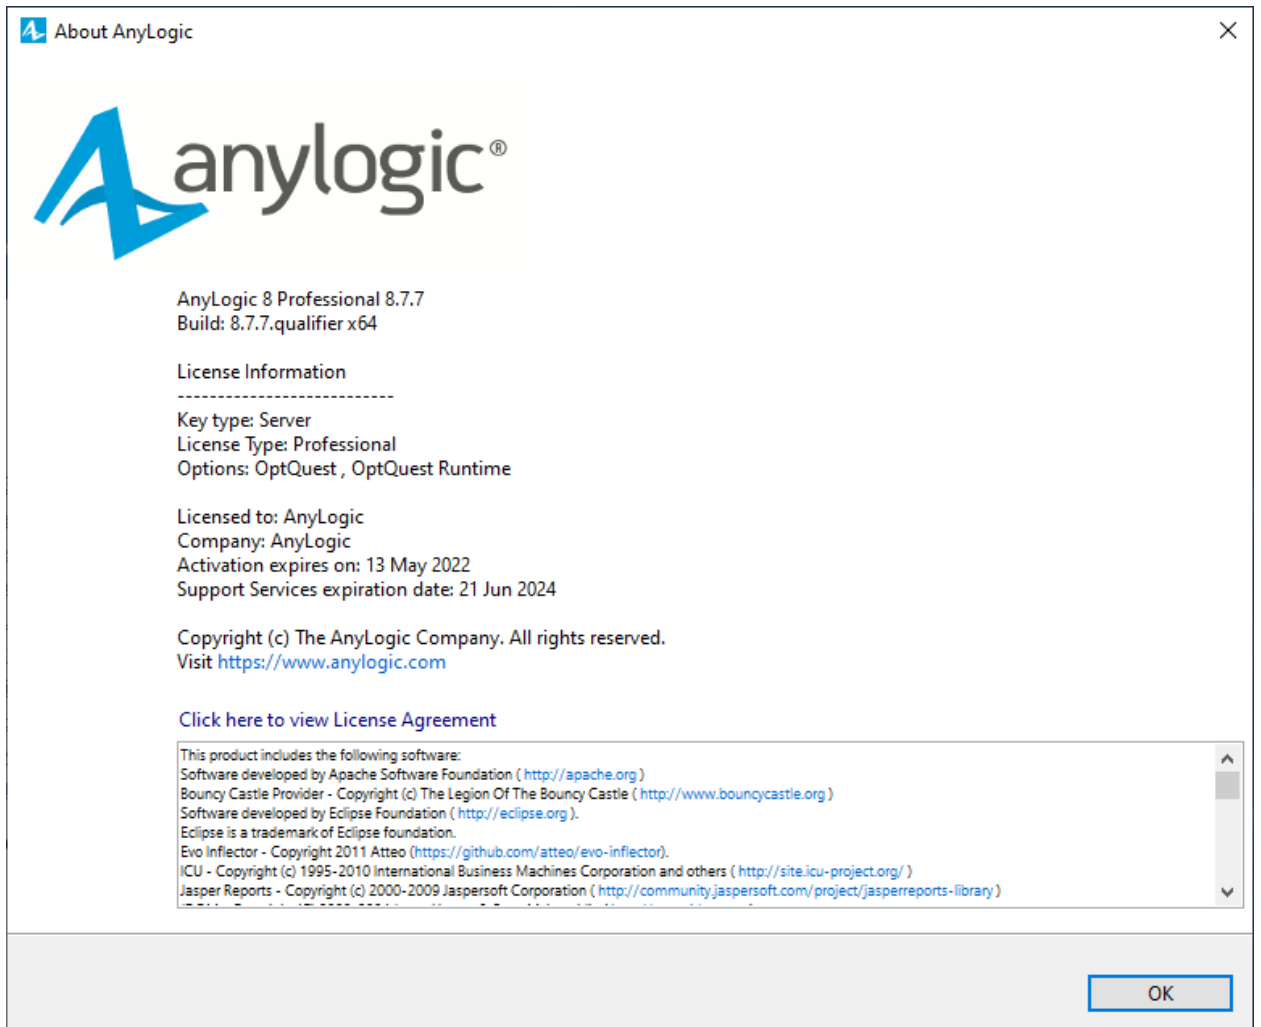 About AnyLogic
anylogic®
AnyLogic 8 Professional 8.7.7
Build: 8.7.7.qualifier x64
License Information
---------------------------
Key type: Server
License Type: Professional
Options: OptQuest , OptQuest Runtime
Licensed to: AnyLogic
Company: AnyLogic
Activation expires on: 13 May 2022
Support Services expiration date: 21 Jun 2024
Copyright (c) The AnyLogic Company. All rights reserved.
Visit https://www.anylogic.com
Click here to view License Agreement
This product includes the following software:
Software developed by Apache Software Foundation ( http://apache.org )
Bouncy Castle Provider - Copyright (c) The Legion Of The Bouncy Castle ( http://www.bouncycastle.org )
Software developed by Eclipse Foundation ( http://eclipse.org ).
Eclipse is a trademark of Eclipse foundation.
Evo Inflector - Copyright 2011 Atteo (https://github.com/atteo/evo-inflector).
ICU - Copyright (c) 1995-2010 International Business Machines Corporation and others ( http://site.icu-project.org/ )
Jasper Reports - Copyright (c) 2000-2009 Jaspersoft Corporation ( http://community.jaspersoft.com/project/jasperreports-library )
OK